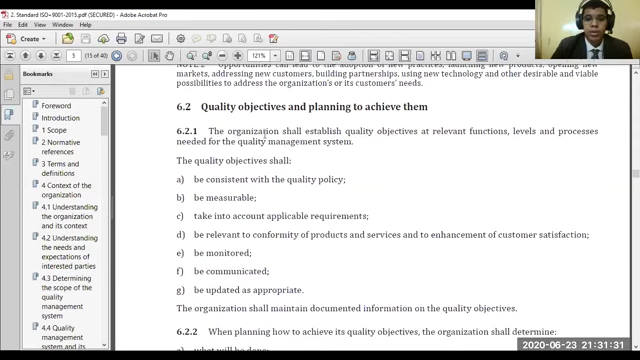 2. Standard ISO+9001-2015.pdf (SECURED) - Adobe Acrobat Pro
Create
5 (15 of 40)
121%
Bookmarks
Foreword
Introduction
1 Scope
2 Normative
references
3 Terms and
definitions
4 Context of the
organization
4.1 Understanding
the organization
and its context
4.2 Understanding
the needs and
expectations of
interested parties
4.3 Determining
the scope of the
quality
management
system
4.4 Quality
management
system and its
markets, addressing new customers, building partnerships, using new technology and other desirable and viable
possibilities to address the organization's or its customers' needs.
6.2 Quality objectives and planning to achieve them
6.2.1 The organization shall establish quality objectives at relevant functions, levels and processes
needed for the quality management system.
The quality objectives shall:
a) be consistent with the quality policy;
b) be measurable;
c) take into account applicable requirements;
d) be relevant to conformity of products and services and to enhancement of customer satisfaction;
e) be monitored;
f) be communicated;
g) be updated as appropriate.
The organization shall maintain documented information on the quality objectives.
6.2.2 When planning how to achieve its quality objectives, the organization shall determine:
a) what will be done;
2020-06-23 21:31:31